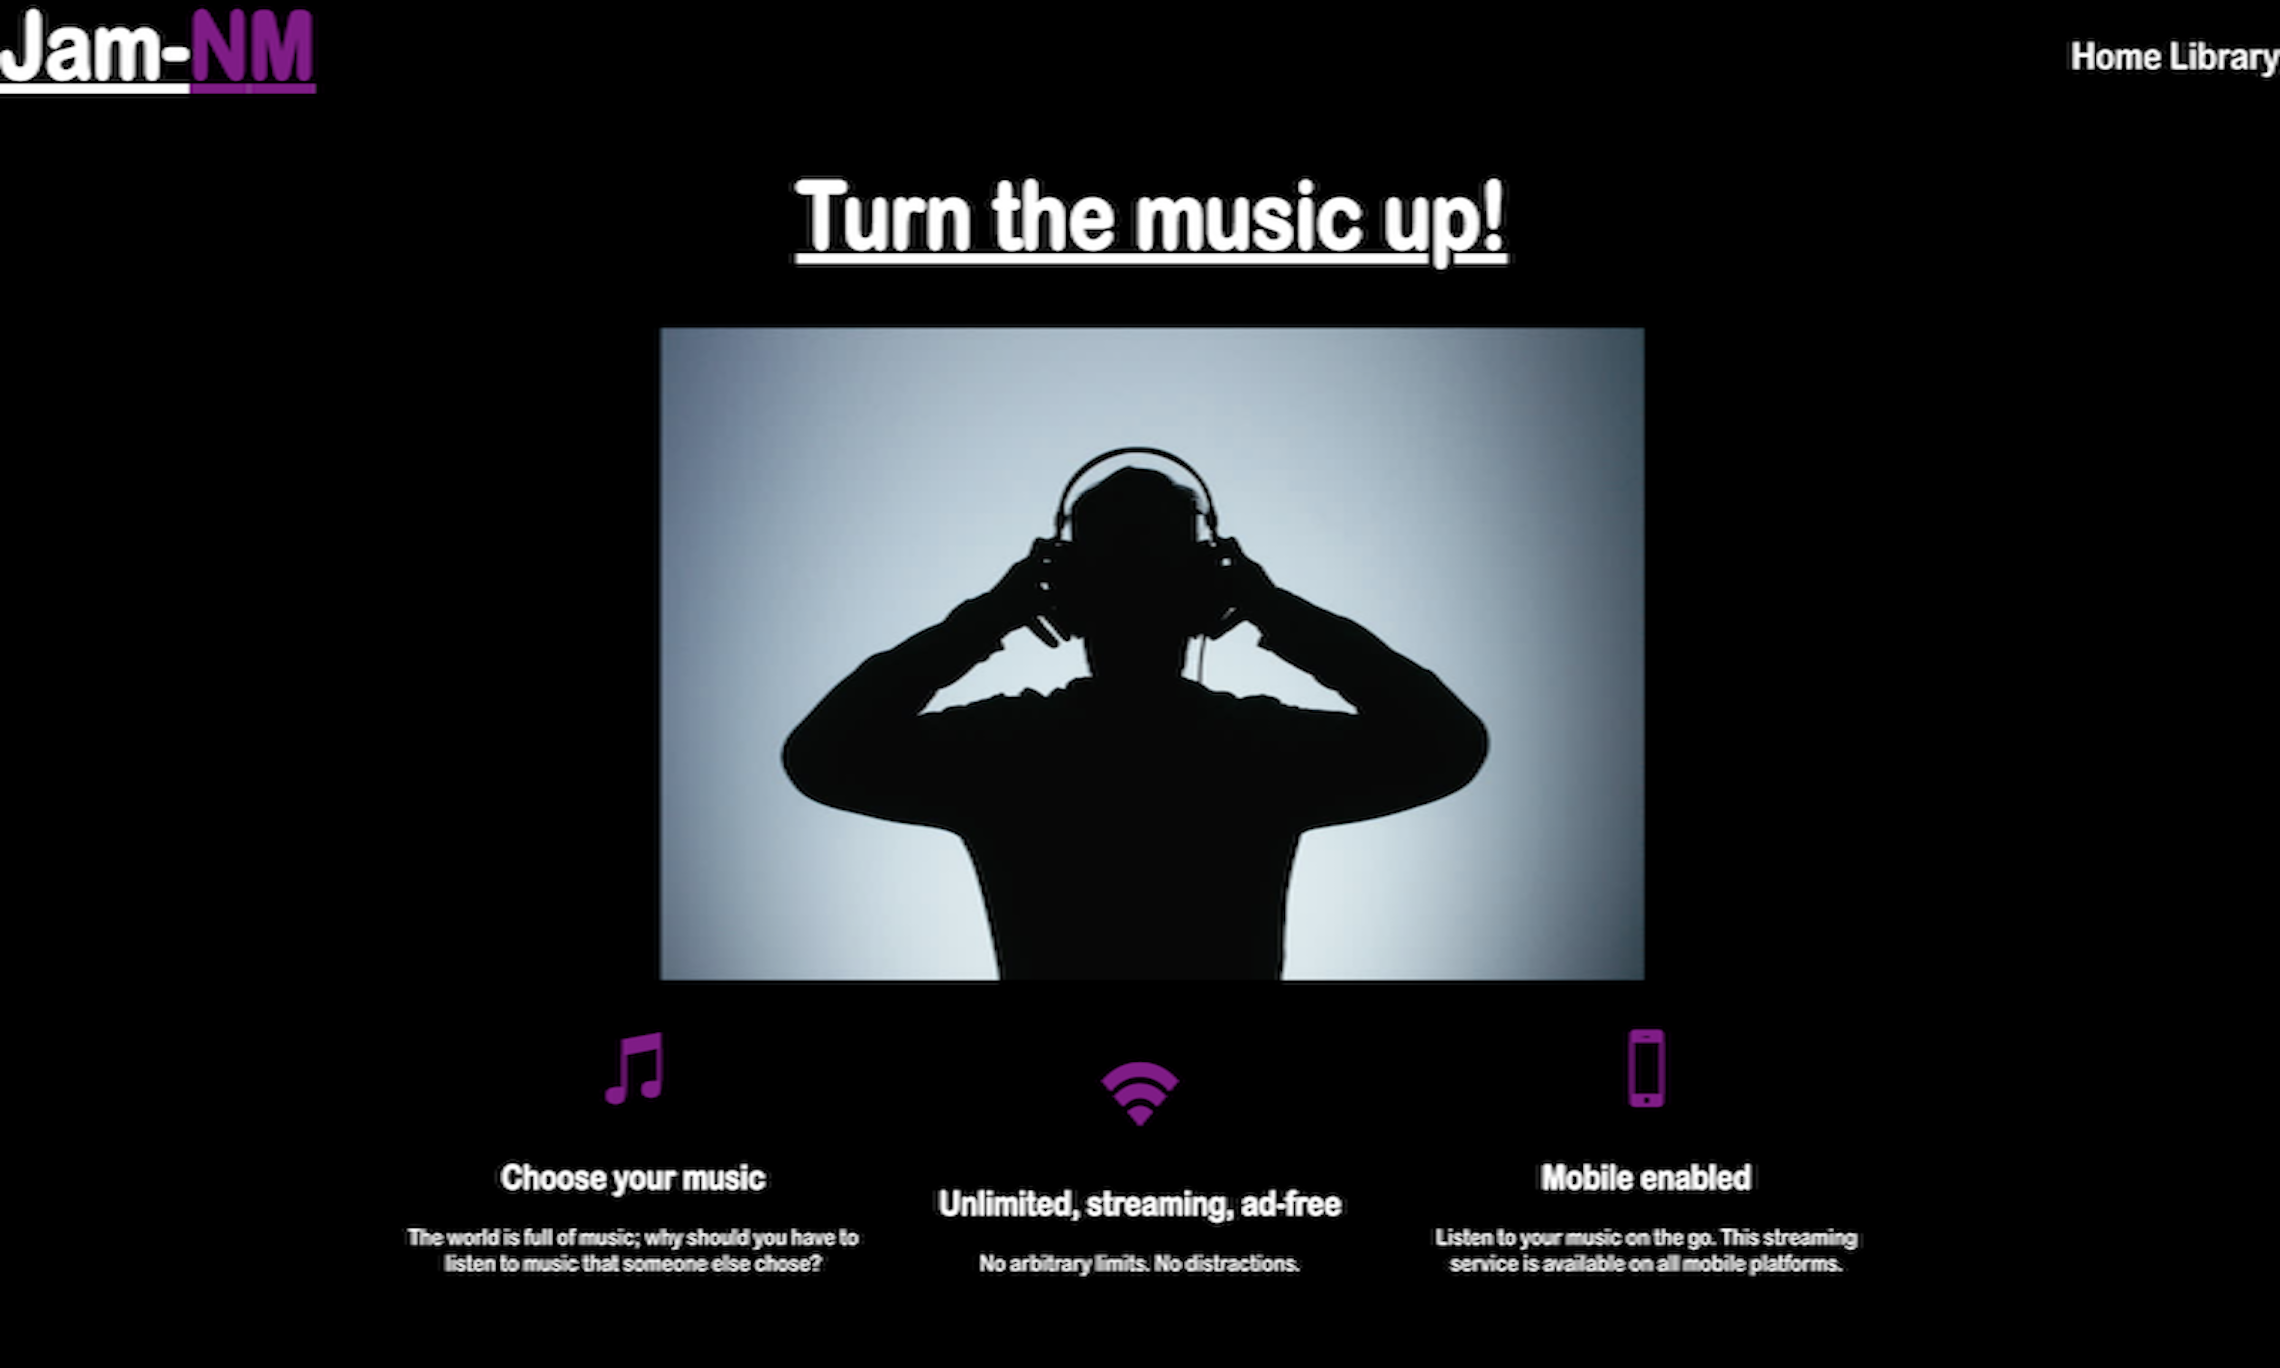 Jam-NM
Home Library
Turn the music up!
Choose your music
The world is full of music; why should you have to
listen to music that someone else chose?
Unlimited, streaming, ad-free
No arbitrary limits. No distractions.
Mobile enabled
Listen to your music on the go. This streaming
service is available on all mobile platforms.